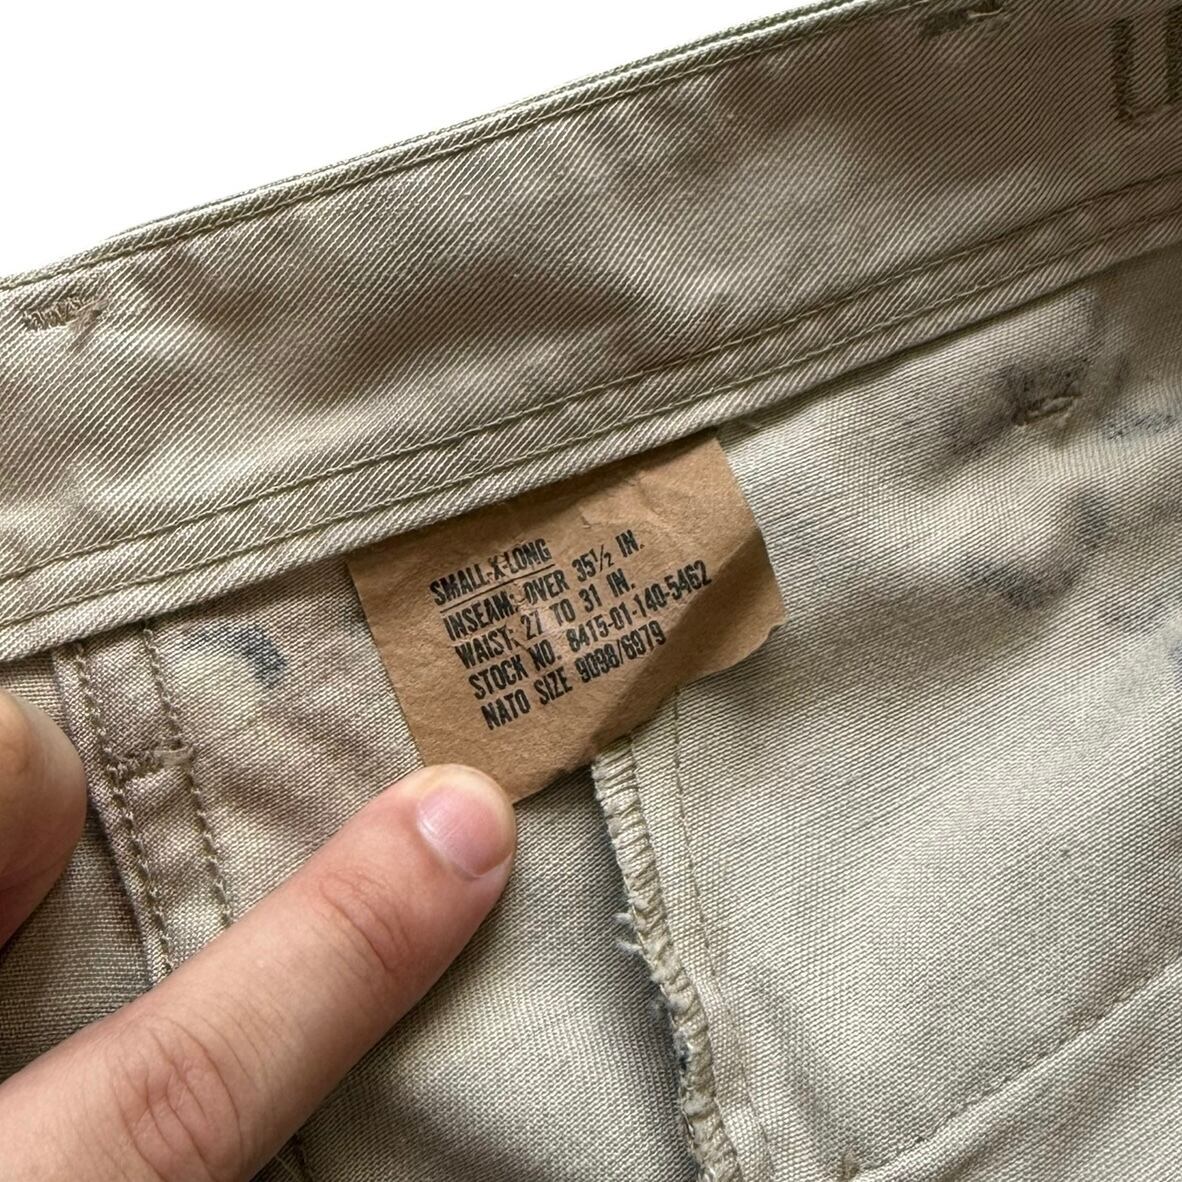 SMALL-X-LONG
INSEAM: OVER 35½ IN.
WAIST: 27 TO 31 IN.
STOCK NO. 8415-01-140-5462
NATO SIZE 9098/6979